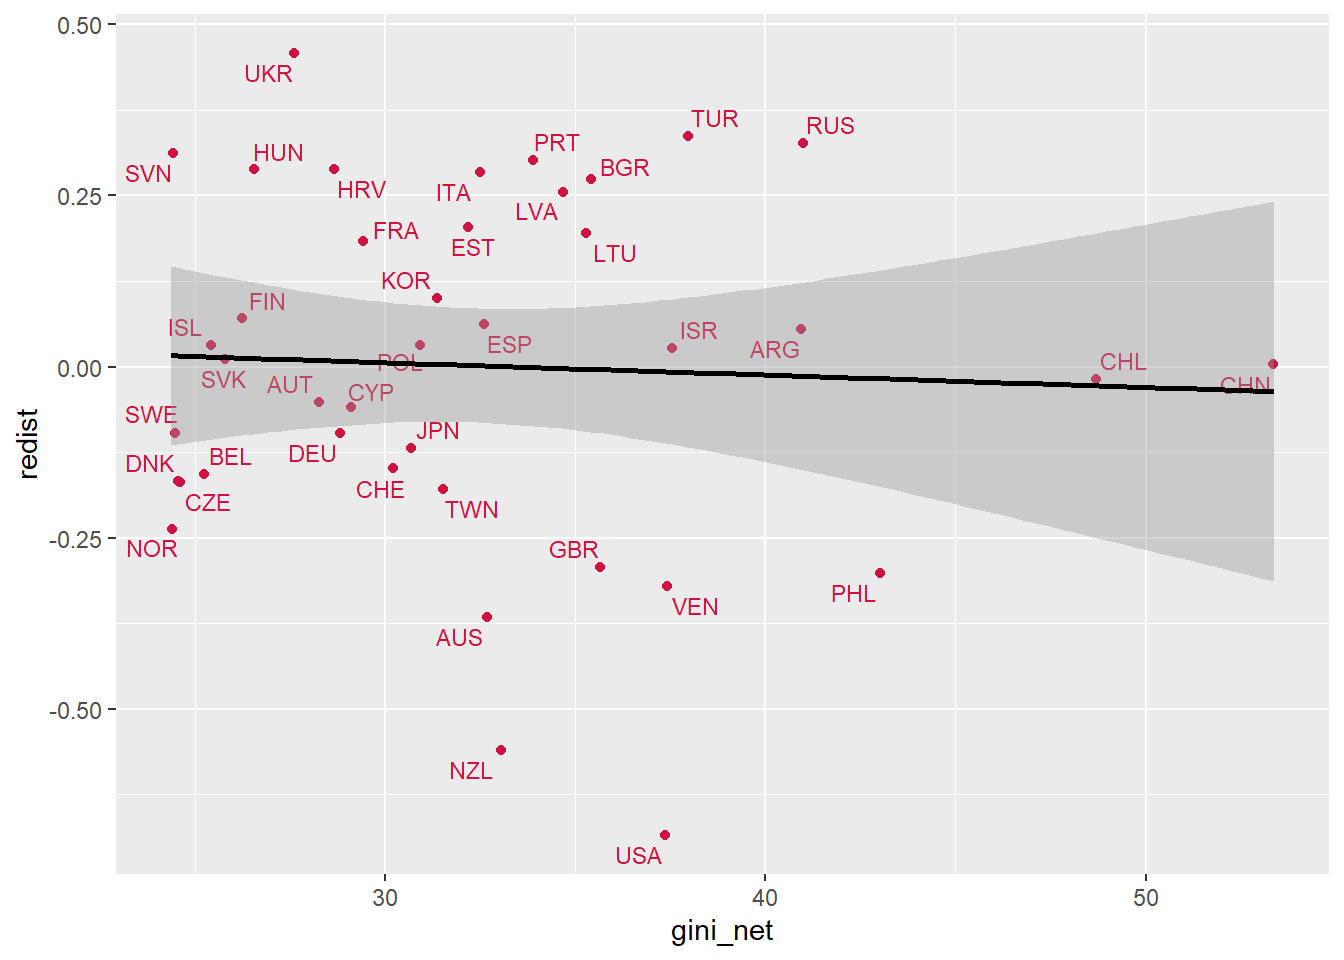 0.50
0.25
0.00
-0.25
-0.50
redist
UKR
TUR
RUS
PRT
HUN
SVN
HRV
ITA
BGR
LVA
FRA
EST
LTU
KOR
FIN
ISL
ISR
ESP
ARG
POL
CHL
SVK
AUT
CYP
CHN
SWE
JPN
DEU
BEL
DNK
CHE
CZE
TWN
NOR
GBR
PHL
VEN
AUS
NZL
USA
30
40
50
gini_net